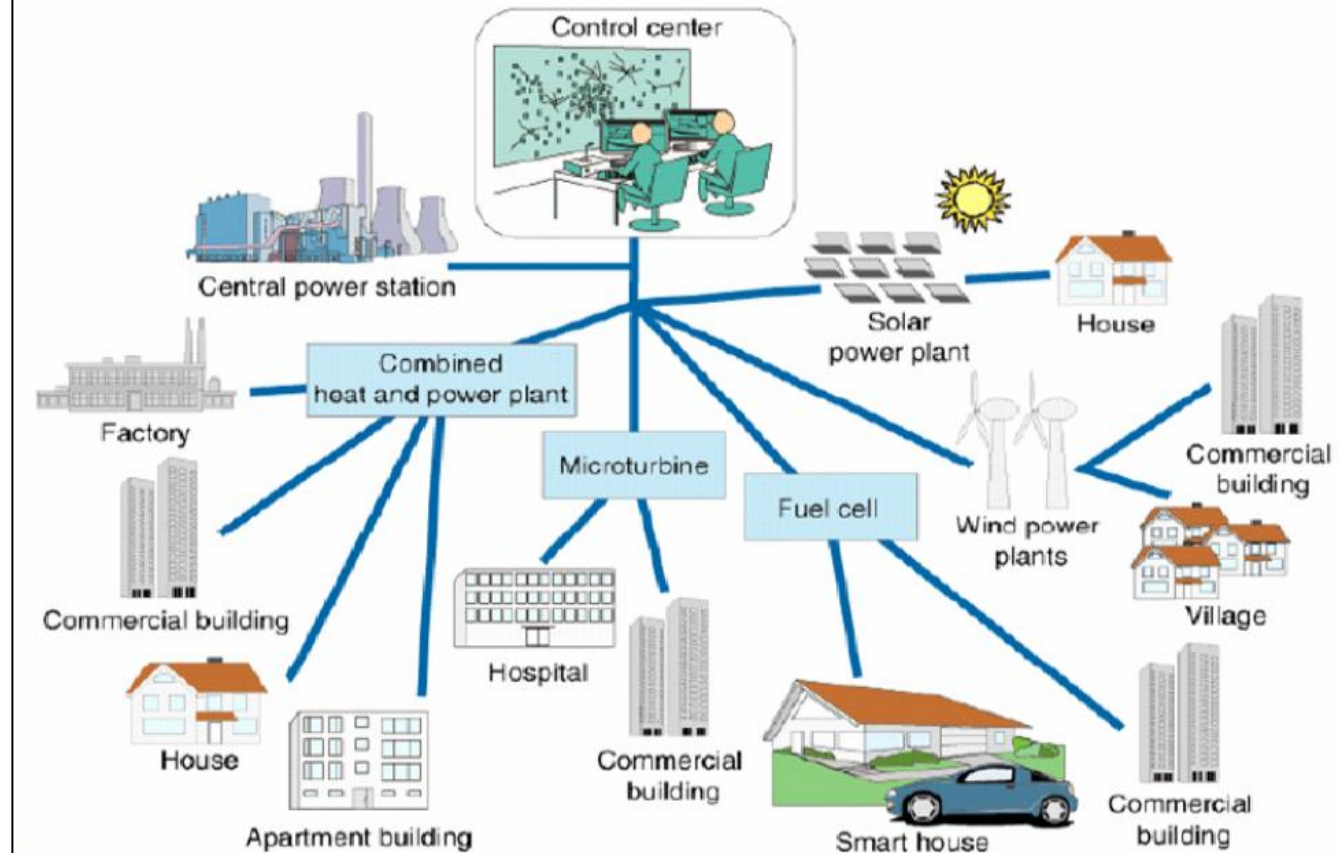 Control center
Central power station
Solar
power plant
House
Combined
heat and power plant
Factory
Commercial
building
Microturbine
Fuel cell
Wind power
plants
Commercial building
Village
Hospital
House
Commercial
building
Commercial
building
Apartment building
Smart house